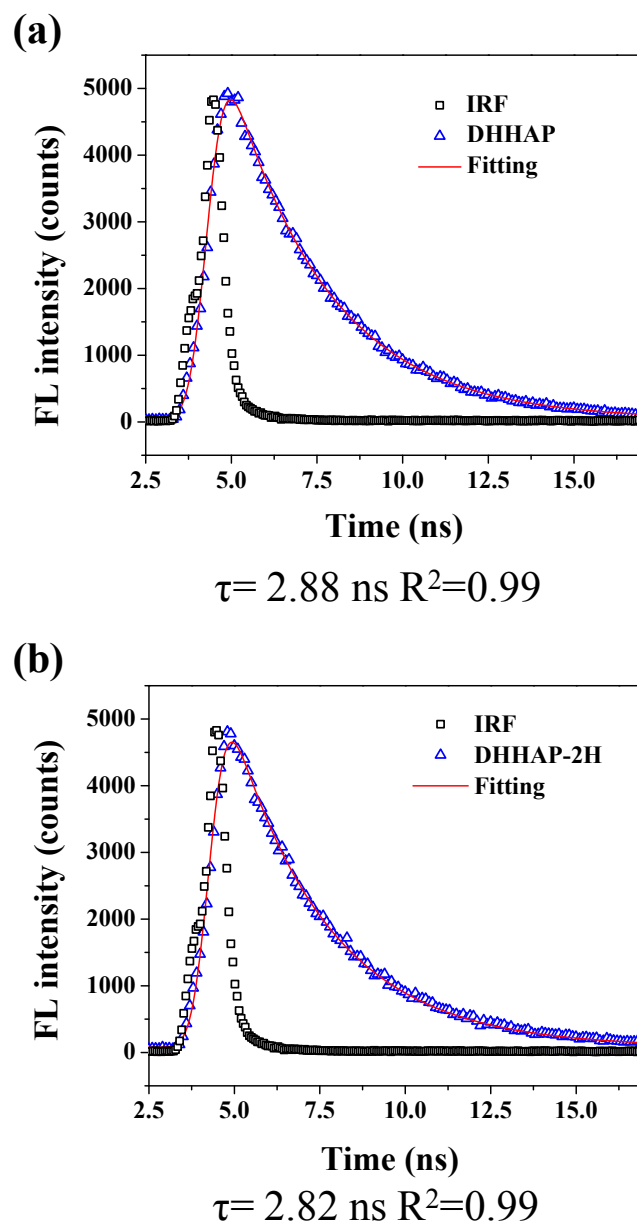 (a)
5000
4000
3000
2000
1000
0
FL intensity (counts)
IRF
DHHAP
Fitting
2.5 5.0 7.5 10.0 12.5 15.0
Time (ns)
τ= 2.88 ns R²=0.99
(b)
5000
4000
3000
2000
1000
0
FL intensity (counts)
IRF
DHHAP-2H
Fitting
2.5 5.0 7.5 10.0 12.5 15.0
Time (ns)
τ= 2.82 ns R²=0.99